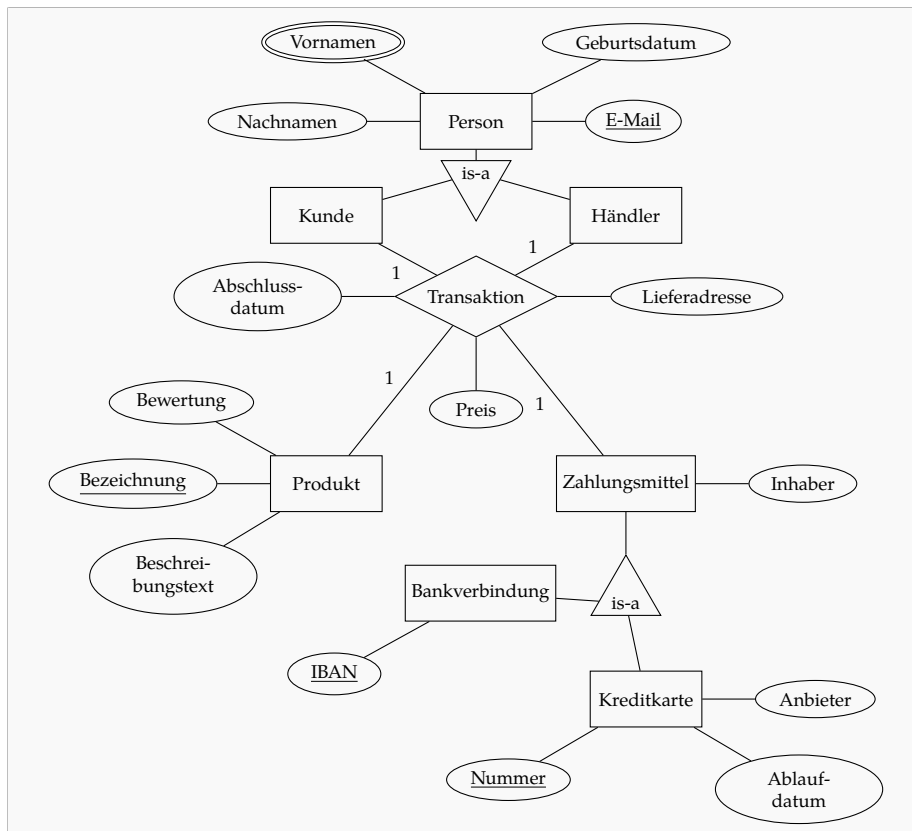 Vornamen
Geburtsdatum
Nachnamen
Person
E-Mail
is-a
Kunde
Händler
1
1
Abschluss-
datum
Transaktion
Lieferadresse
1
1
Bewertung
Preis
Bezeichnung
Produkt
Zahlungsmittel
Inhaber
Beschrei-
bungstext
Bankverbindung
is-a
IBAN
Kreditkarte
Anbieter
Nummer
Ablauf-
datum